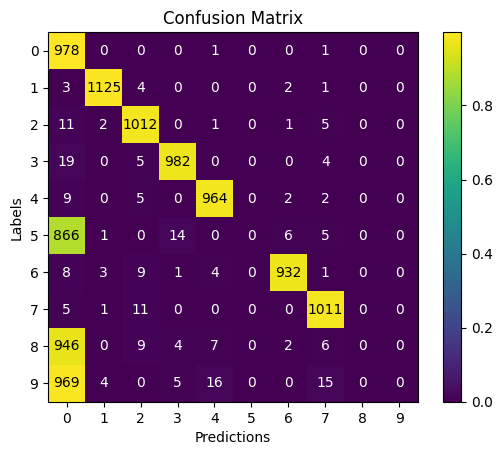 Confusion Matrix
0 978 0 0 0 1 0 0 1 0 0
1 3 1125 4 0 0 0 2 1 0 0
2 11 2 1012 0 1 0 1 5 0 0
3 19 0 5 982 0 0 0 4 0 0
4 9 0 5 0 964 0 2 2 0 0
5 866 1 0 14 0 0 6 5 0 0
6 8 3 9 1 4 0 932 1 0 0
7 5 1 11 0 0 0 0 1011 0 0
8 946 0 9 4 7 0 2 6 0 0
9 969 4 0 5 16 0 0 15 0 0
0 1 2 3 4 5 6 7 8 9
Predictions
Labels
0.8
0.6
0.4
0.2
0.0